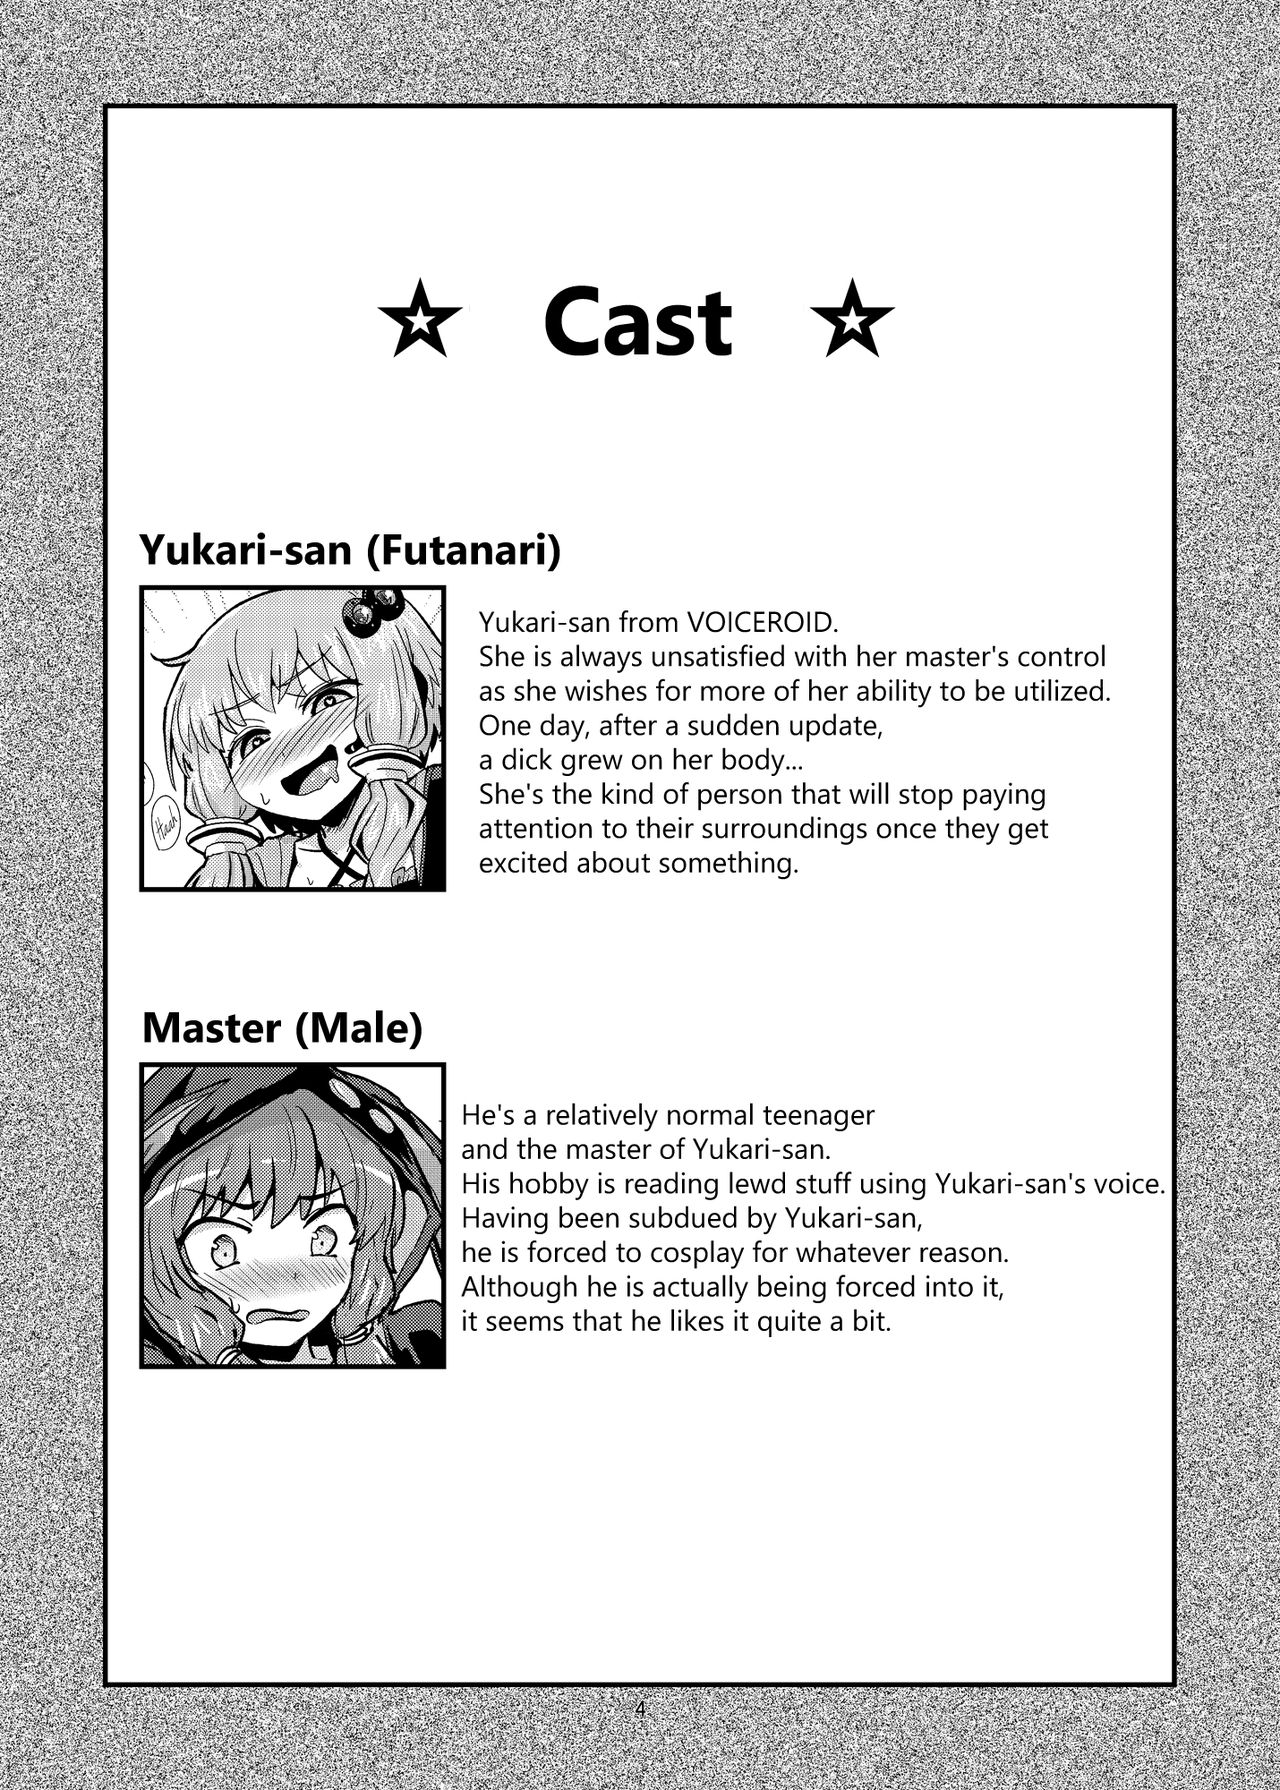 ☆ Cast ☆
Yukari-san (Futanari)
Yukari-san from VOICEROID.
She is always unsatisfied with her master's control
as she wishes for more of her ability to be utilized.
One day, after a sudden update,
a dick grew on her body...
She's the kind of person that will stop paying
attention to their surroundings once they get
excited about something.
Haah
Master (Male)
He's a relatively normal teenager
and the master of Yukari-san.
His hobby is reading lewd stuff using Yukari-san's voice.
Having been subdued by Yukari-san,
he is forced to cosplay for whatever reason.
Although he is actually being forced into it,
it seems that he likes it quite a bit.
4